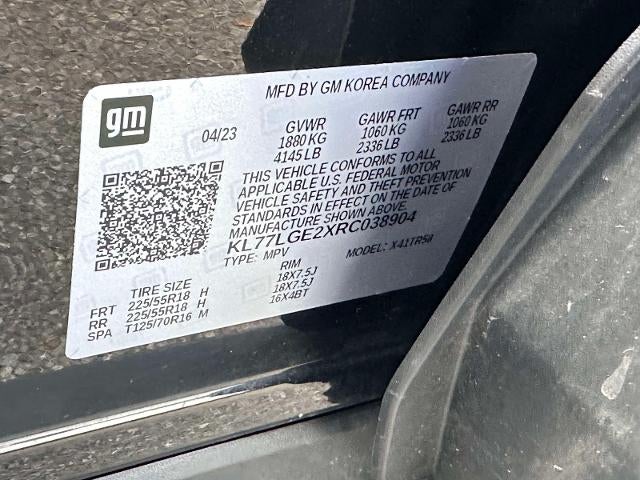 MFD BY GM KOREA COMPANY
gm
04/23
GVWR GAWR FRT GAWR RR
1880 KG 1060 KG 1060 KG
4145 LB 2336 LB 2336 LB
THIS VEHICLE CONFORMS TO ALL
APPLICABLE U.S. FEDERAL MOTOR
VEHICLE SAFETY AND THEFT PREVENTION
STANDARDS IN EFFECT ON THE DATE OF
MANUFACTURE SHOWN ABOVE.
KL77LGE2XRC038904
TYPE: MPV MODEL: X41TR58
TIRE SIZE RIM
FRT 225/55R18 H 18X7.5J
RR 225/55R18 H 18X7.5J
SPA T125/70R16 M 16X4BT